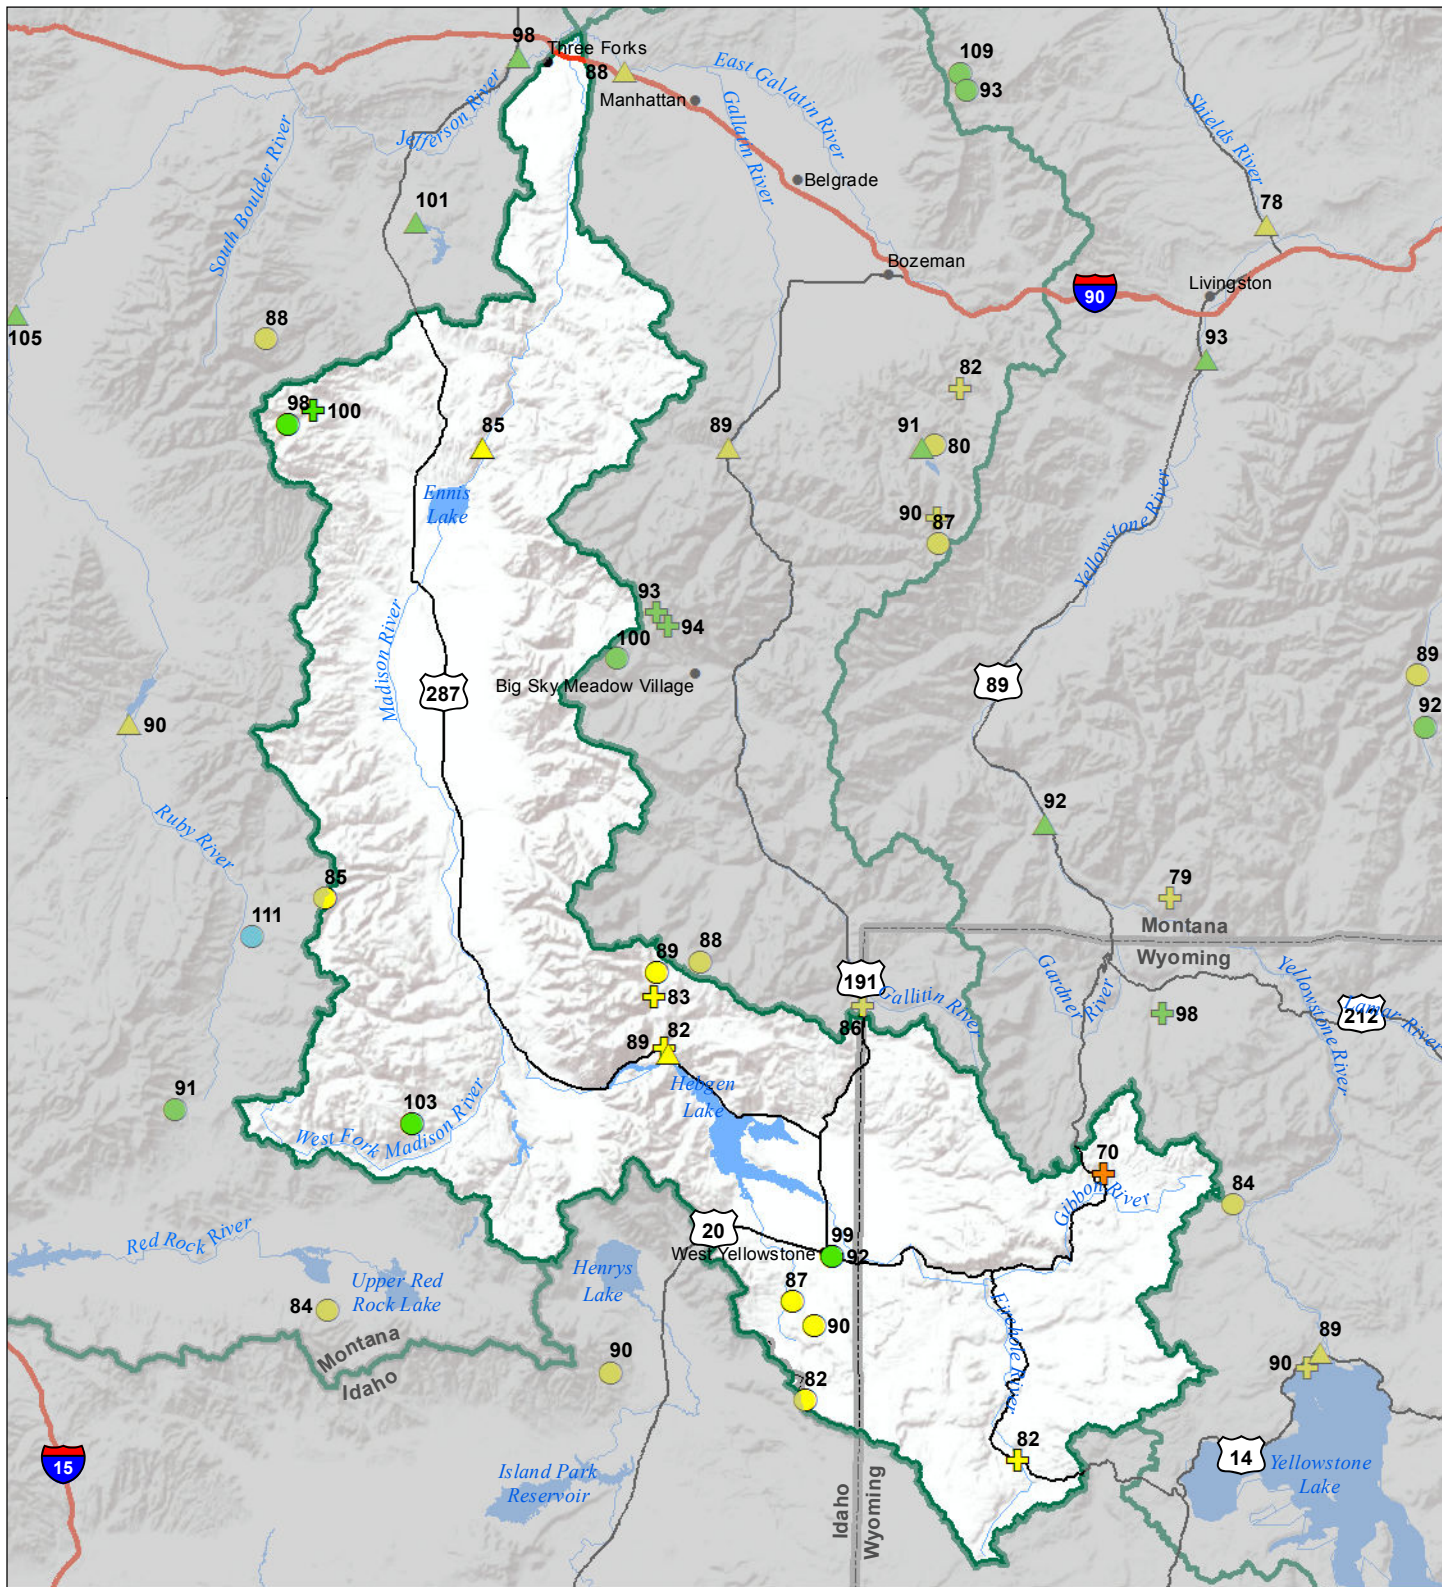 98
Three Forks
88
Manhattan
East Gallatin River
109
93
Jefferson River
Gallatin River
Shields River
South Boulder River
Belgrade
101
78
Bozeman
90
Livingston
105
88
93
82
98
100
85
89
91
80
Ennis
Lake
90
87
Yellowstone River
93
94
100
Madison River
Big Sky Meadow Village
287
89
89
92
90
92
Ruby River
85
79
111
Montana
Wyoming
88
89
83
191
Gallitin River
Gardner
River
Yellowstone River
98
212
Lamar River
86
89
82
Hebgen
Lake
91
103
West Fork Madison River
70
Gibbon River
84
Red Rock River
20
West Yellowstone
99
92
Henrys
Lake
Upper Red
Rock Lake
84
87
90
Firehole River
Montana
Idaho
90
82
89
90
82
15
14
Yellowstone
Lake
Island Park
Reservoir
Idaho
Wyoming